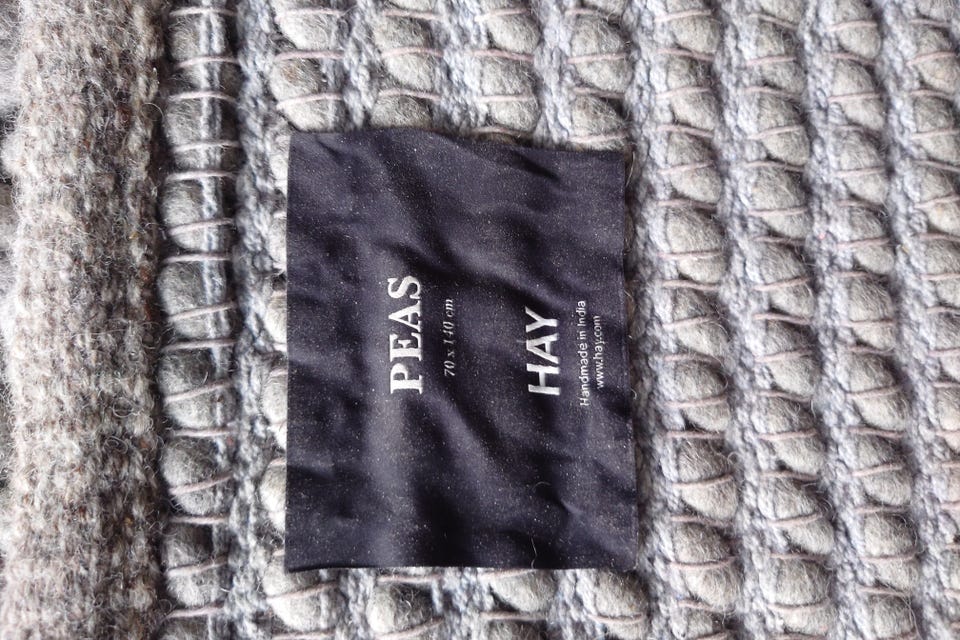 PEAS
70 x 140 cm
HAY
Handmade in India
www.hay.com